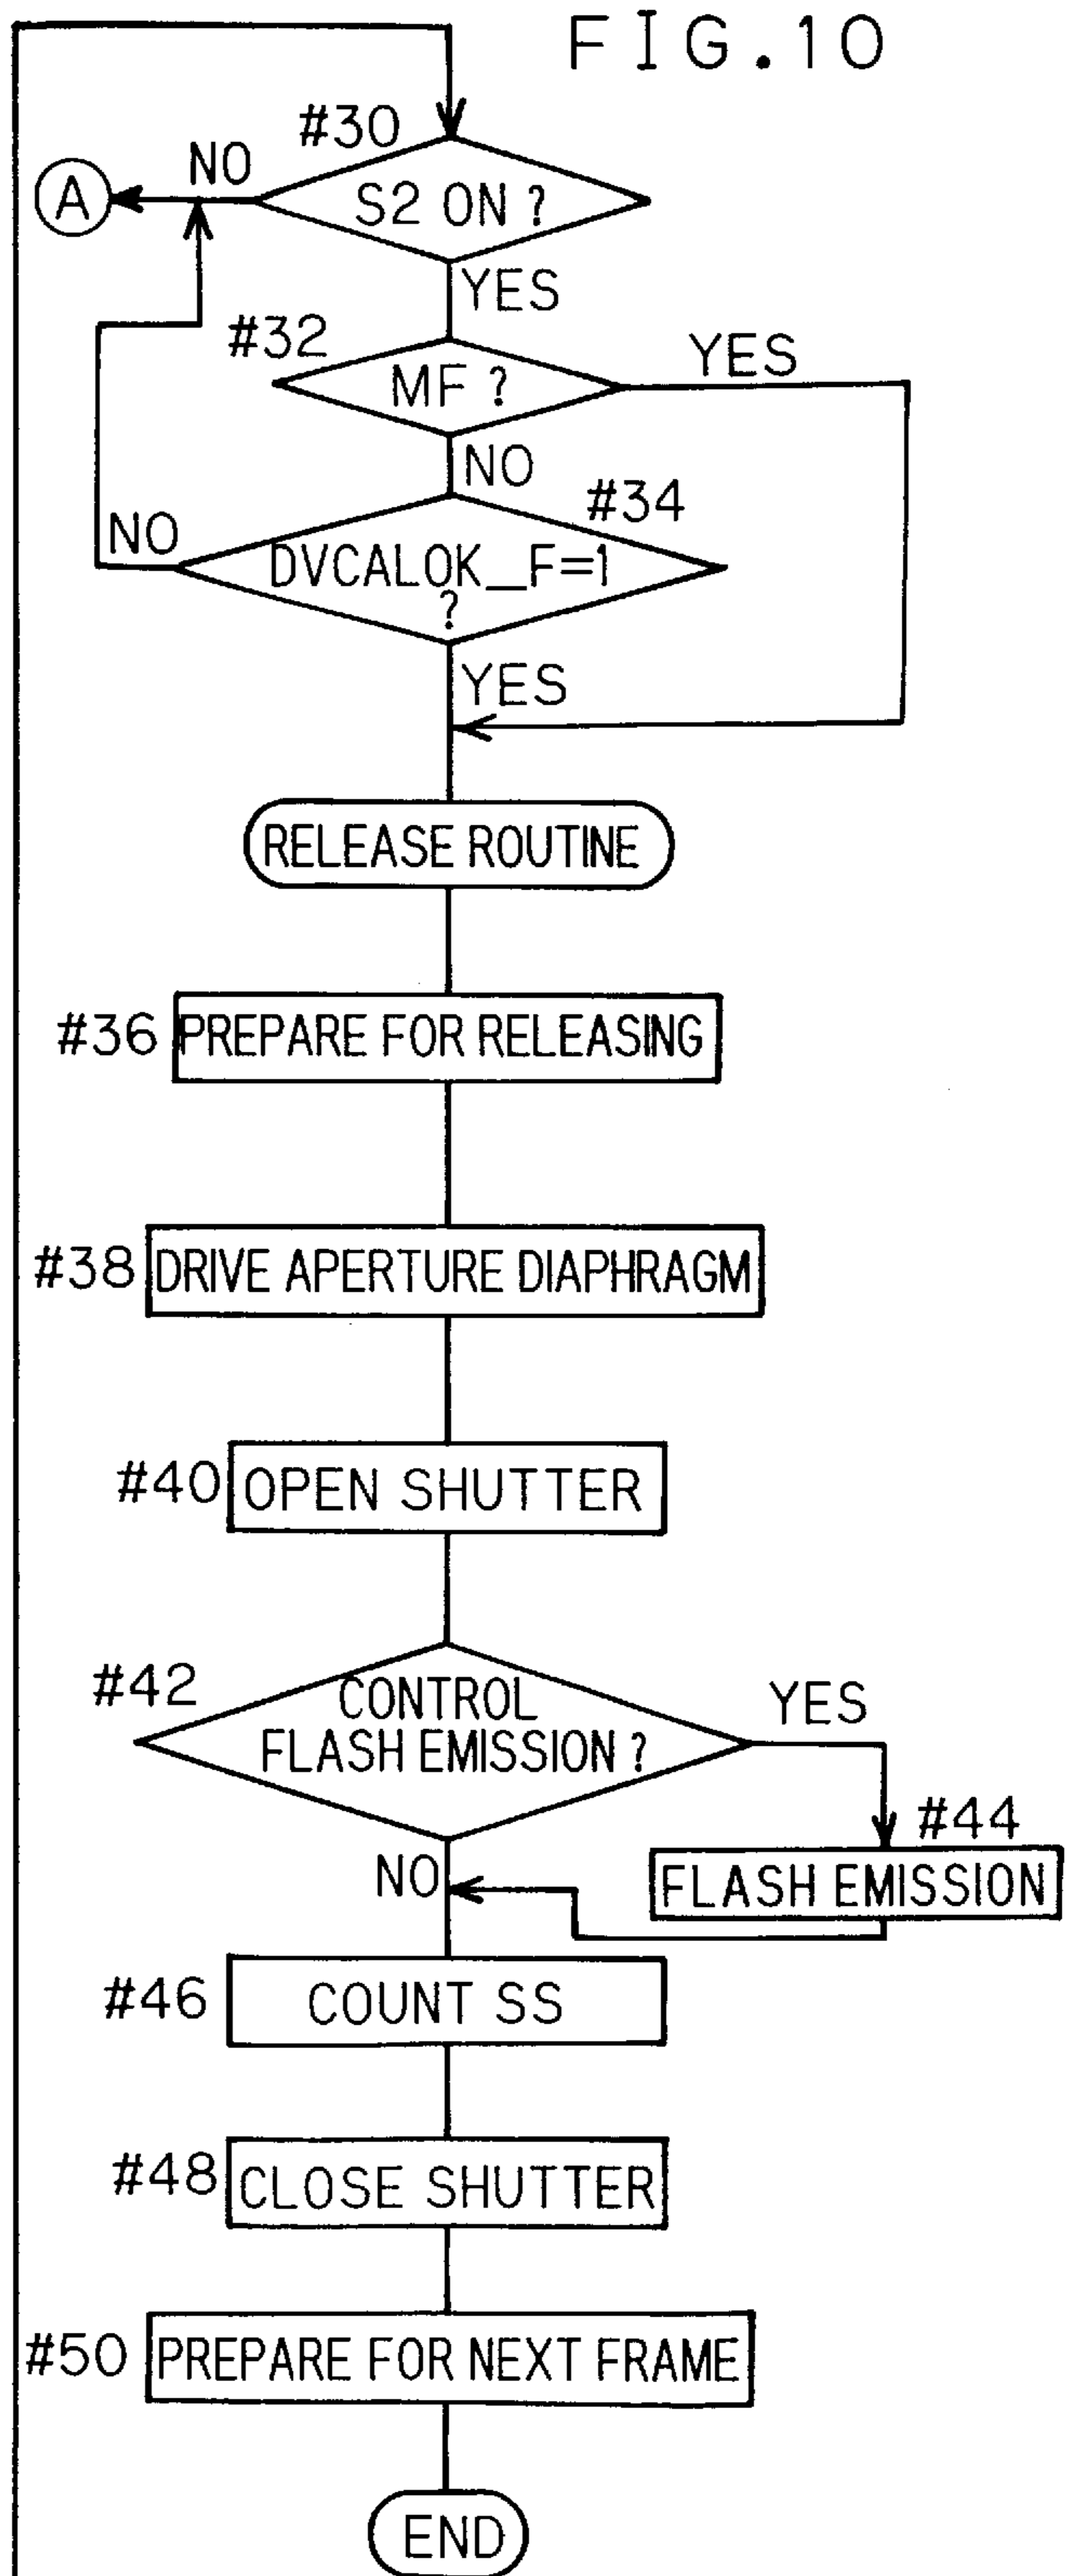 FIG.10
#30
NO
A
S2 ON ?
YES
#32
MF ?
YES
NO
#34
NO
DVCALOK_F=1
?
YES
RELEASE ROUTINE
#36 PREPARE FOR RELEASING
#38 DRIVE APERTURE DIAPHRAGM
#40 OPEN SHUTTER
#42
CONTROL
FLASH EMISSION ?
YES
#44
FLASH EMISSION
NO
#46 COUNT SS
#48 CLOSE SHUTTER
#50 PREPARE FOR NEXT FRAME
END